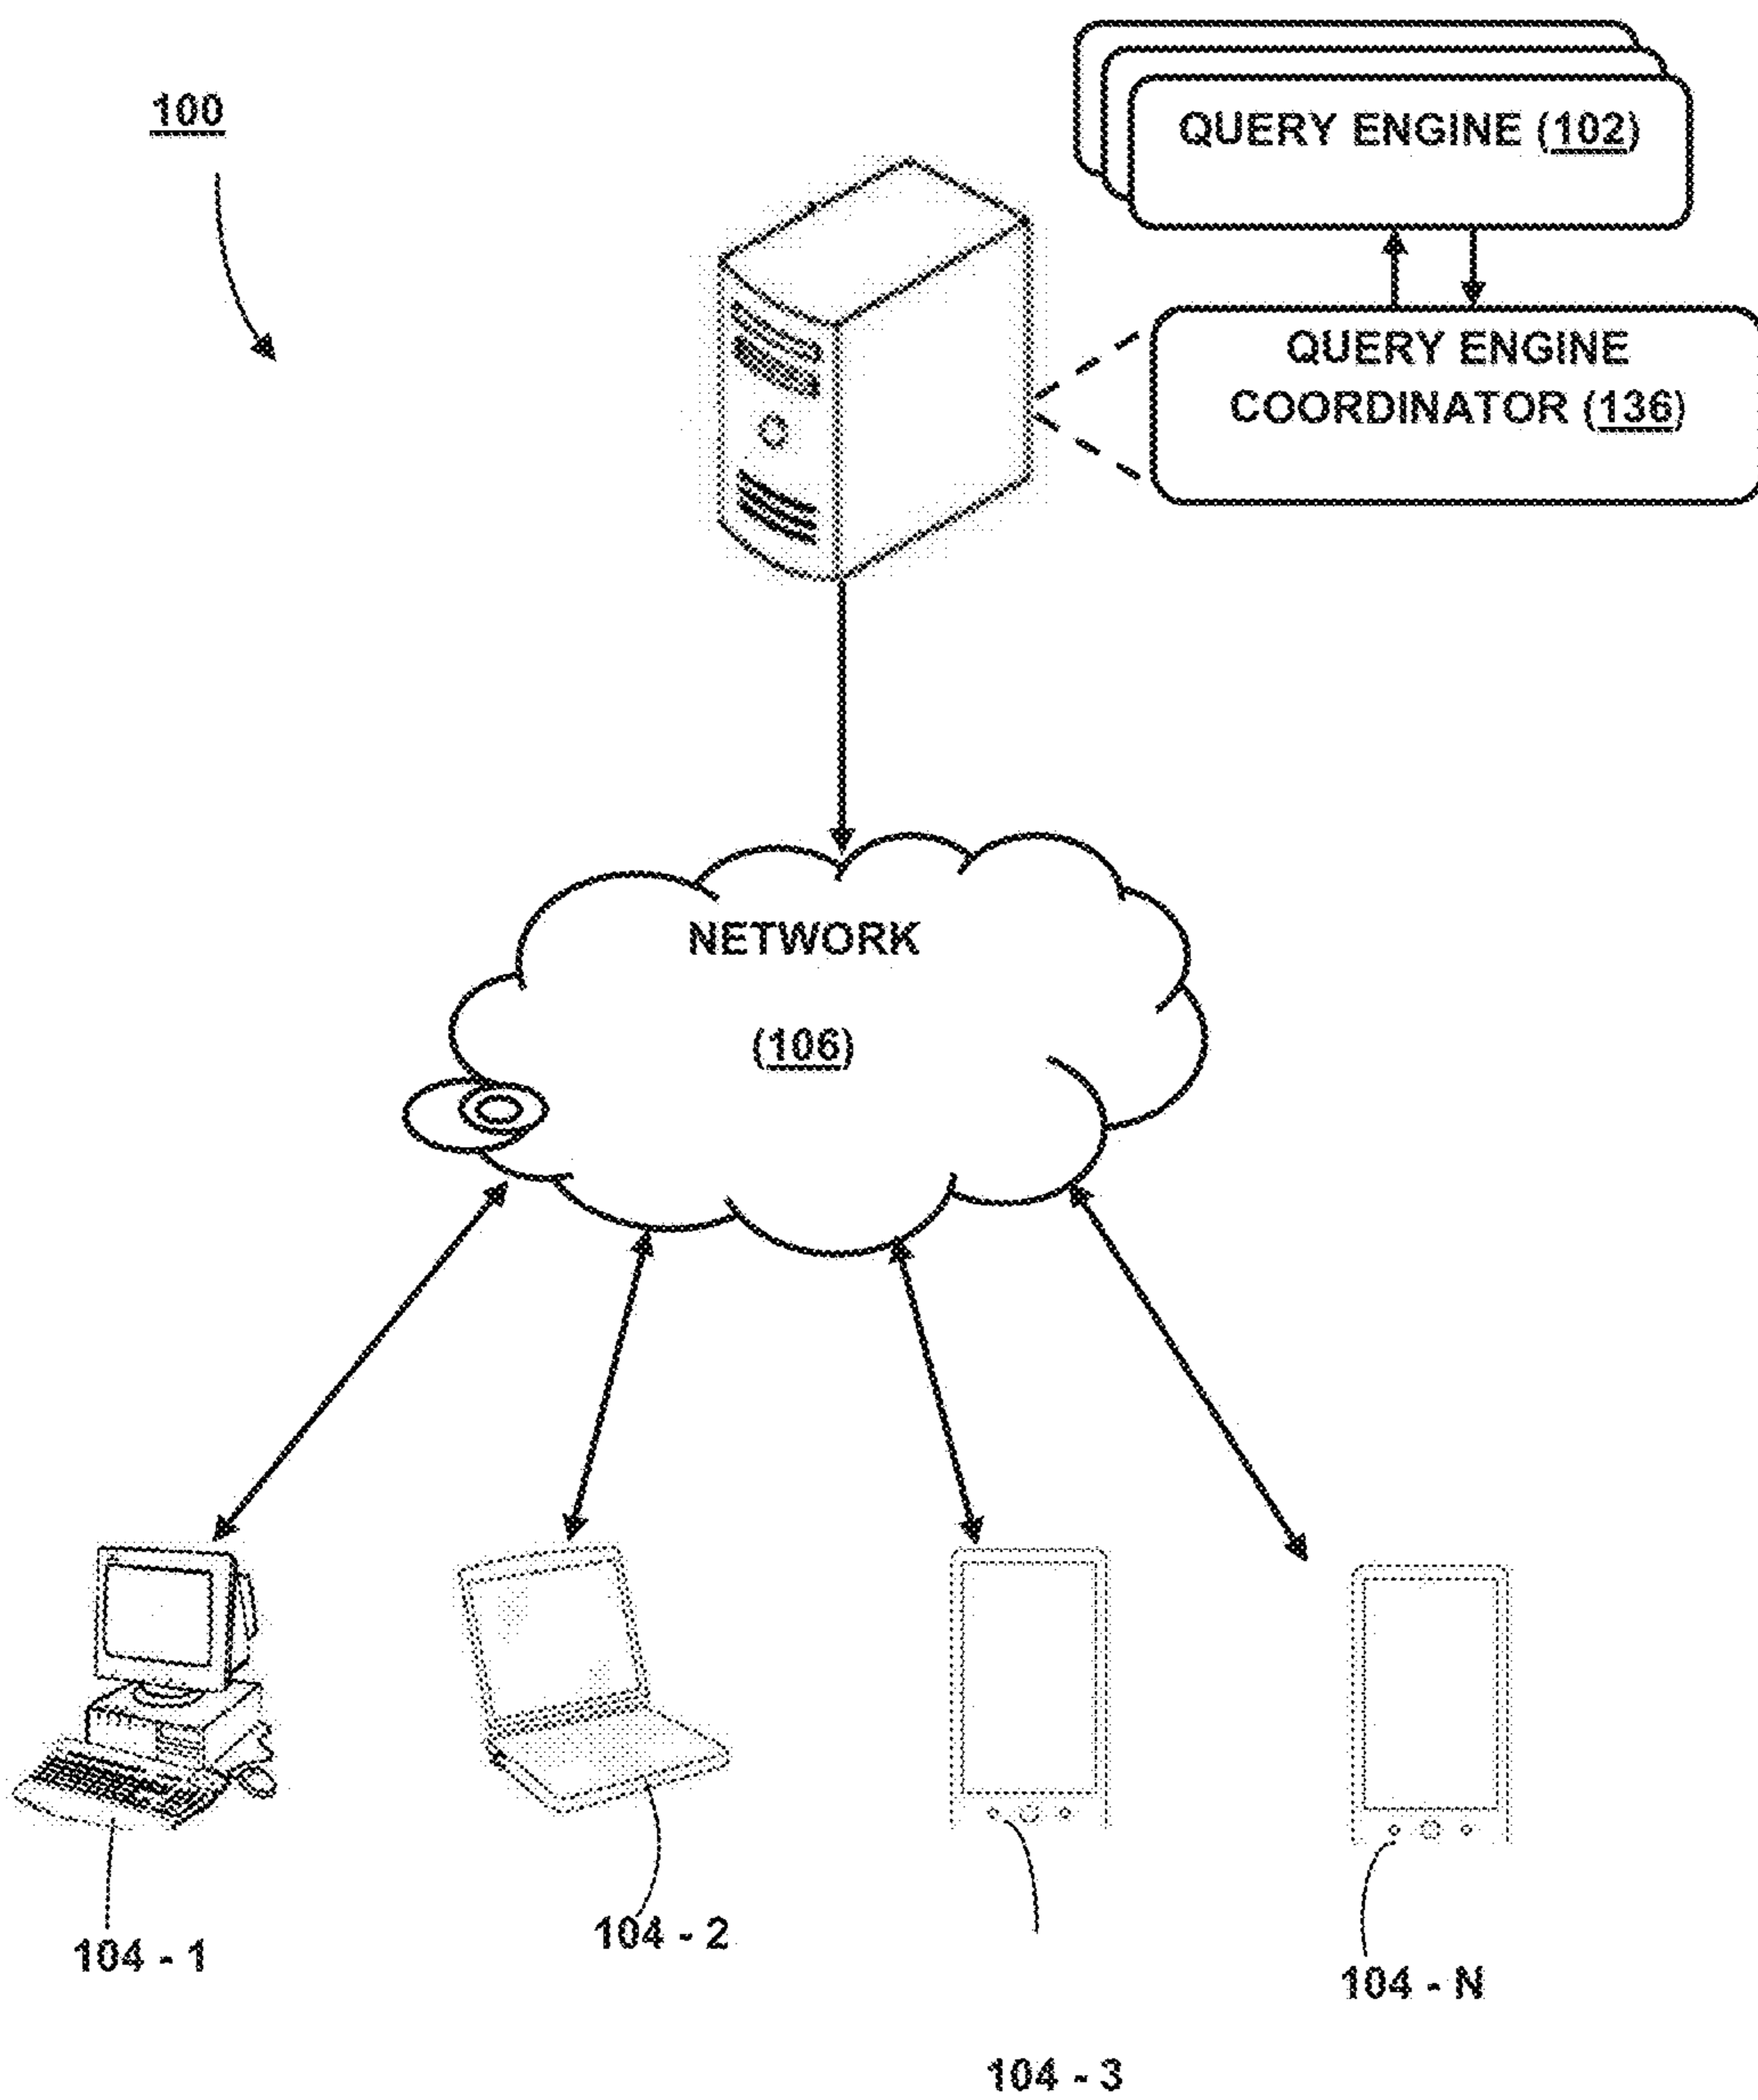 100
QUERY ENGINE (102)
QUERY ENGINE
COORDINATOR (136)
NETWORK
(106)
104 - 1
104 - 2
104 - N
104 - 3